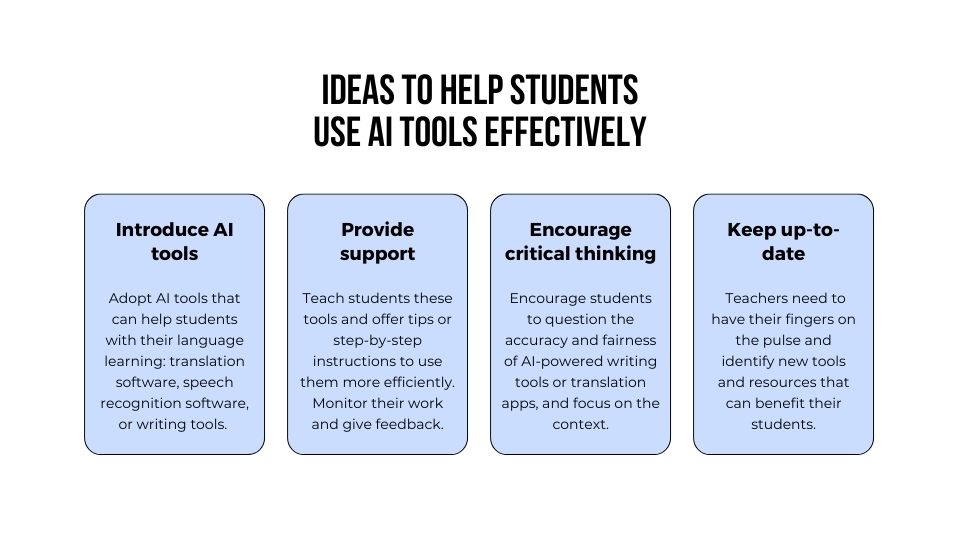 IDEAS TO HELP STUDENTS
USE AI TOOLS EFFECTIVELY
Introduce AI
tools
Adopt AI tools that
can help students
with their language
learning: translation
software, speech
recognition software,
or writing tools.
Provide
support
Teach students these
tools and offer tips or
step-by-step
instructions to use
them more efficiently.
Monitor their work
and give feedback.
Encourage
critical thinking
Encourage students
to question the
accuracy and fairness
of AI-powered writing
tools or translation
apps, and focus on the
context.
Keep up-to-
date
Teachers need to
have their fingers on
the pulse and
identify new tools
and resources that
can benefit their
students.